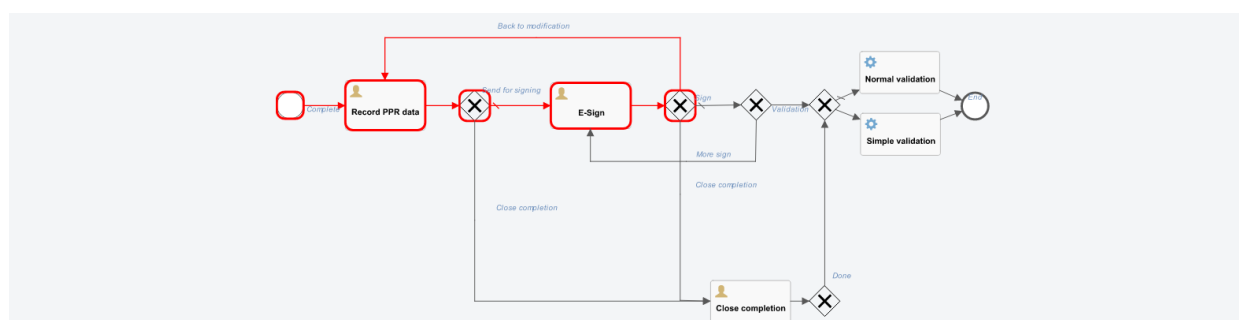 Back to modification
Complete
Record PPR data
Send for signing
E-Sign
Sign
Validation
Normal validation
End
Simple validation
More sign
Close completion
Close completion
Done
Close completion